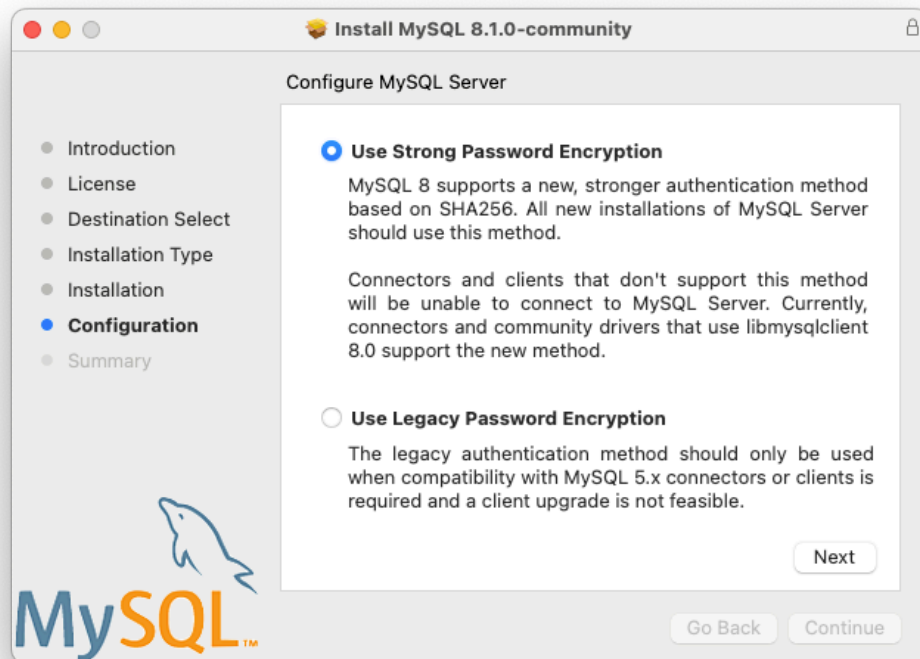 Install MySQL 8.1.0-community
Configure MySQL Server
Introduction
License
Destination Select
Installation Type
Installation
Configuration
Summary
Use Strong Password Encryption
MySQL 8 supports a new, stronger authentication method
based on SHA256. All new installations of MySQL Server
should use this method.
Connectors and clients that don't support this method
will be unable to connect to MySQL Server. Currently,
connectors and community drivers that use libmysqlclient
8.0 support the new method.
Use Legacy Password Encryption
The legacy authentication method should only be used
when compatibility with MySQL 5.x connectors or clients is
required and a client upgrade is not feasible.
Next
MySQL™
Go Back
Continue